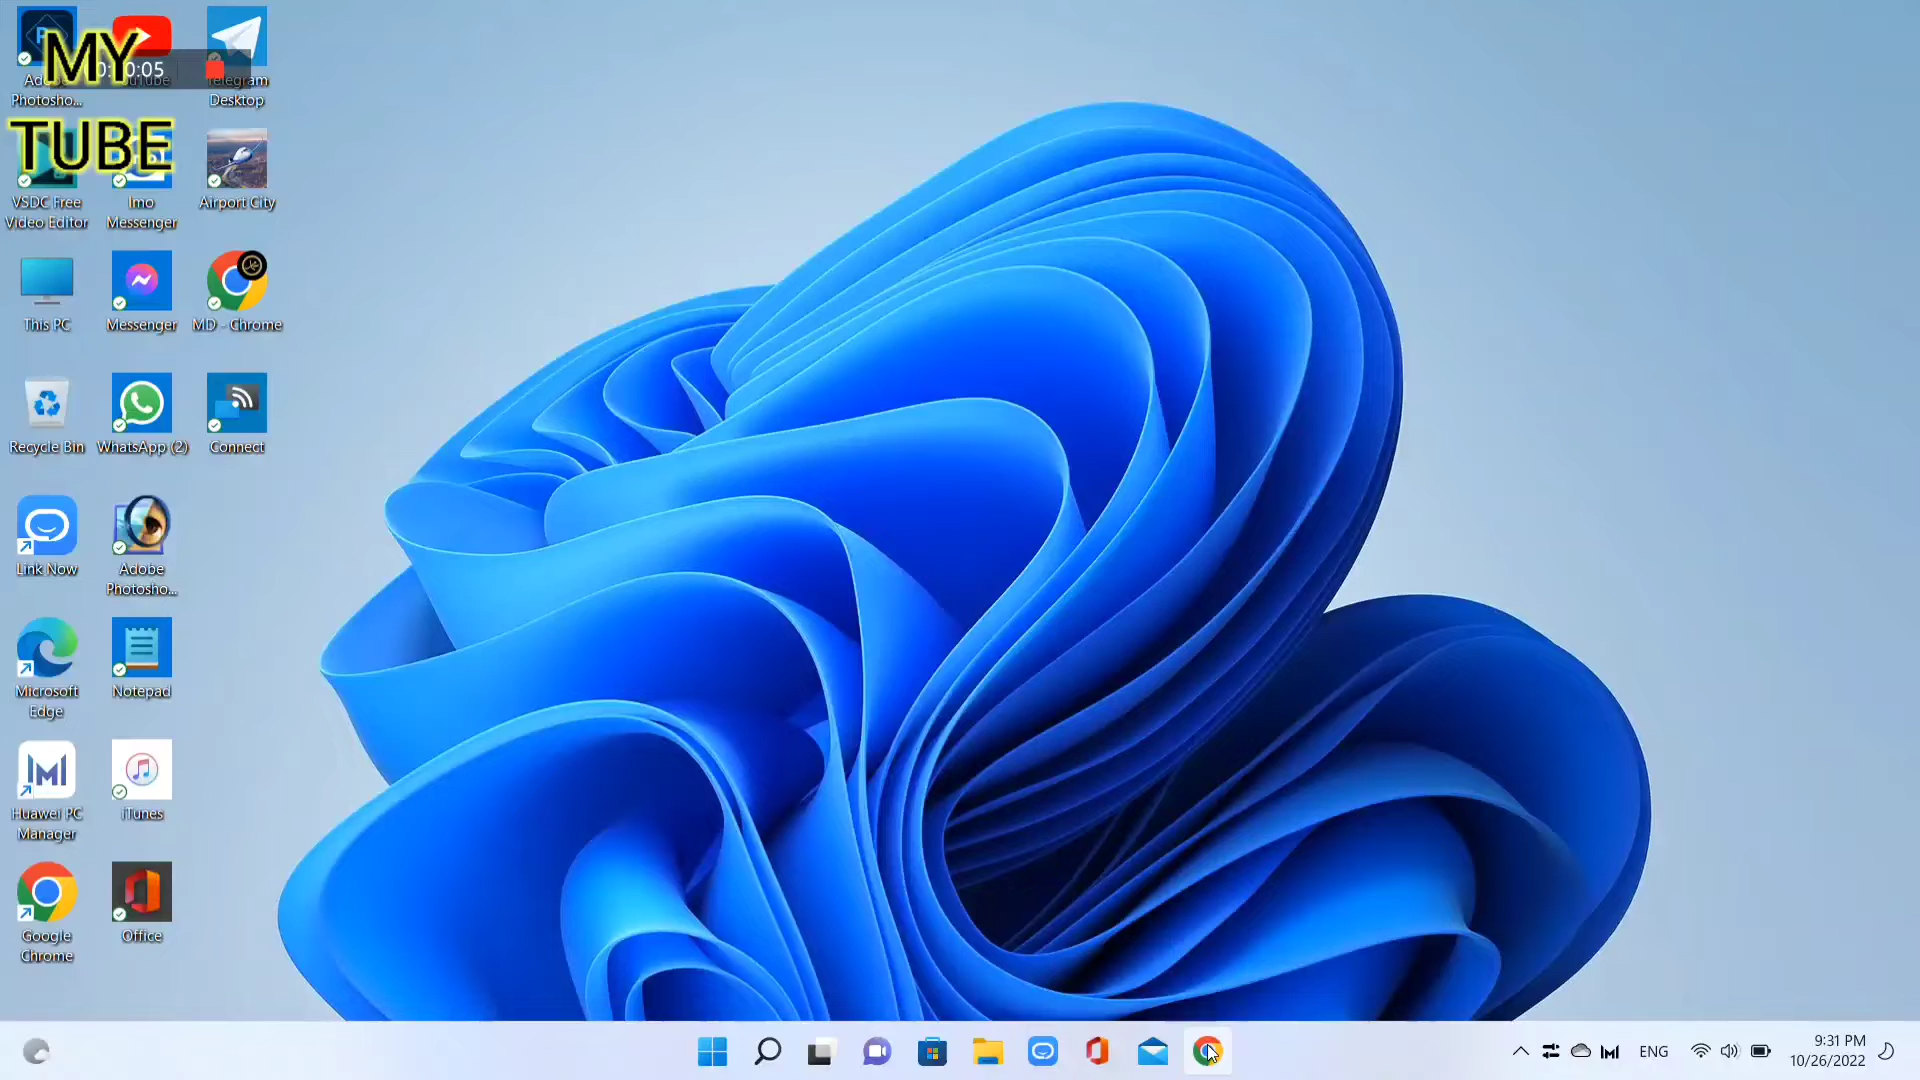 MY
TUBE
0:05
Photosho...
Telegram
Desktop
VSDC Free
Video Editor
Imo
Messenger
Airport City
This PC
Messenger
MD - Chrome
Recycle Bin
WhatsApp (2)
Connect
Link Now
Adobe
Photosho...
Microsoft
Edge
Notepad
Huawei PC
Manager
iTunes
Google
Chrome
Office
ENG
9:31 PM
10/26/2022